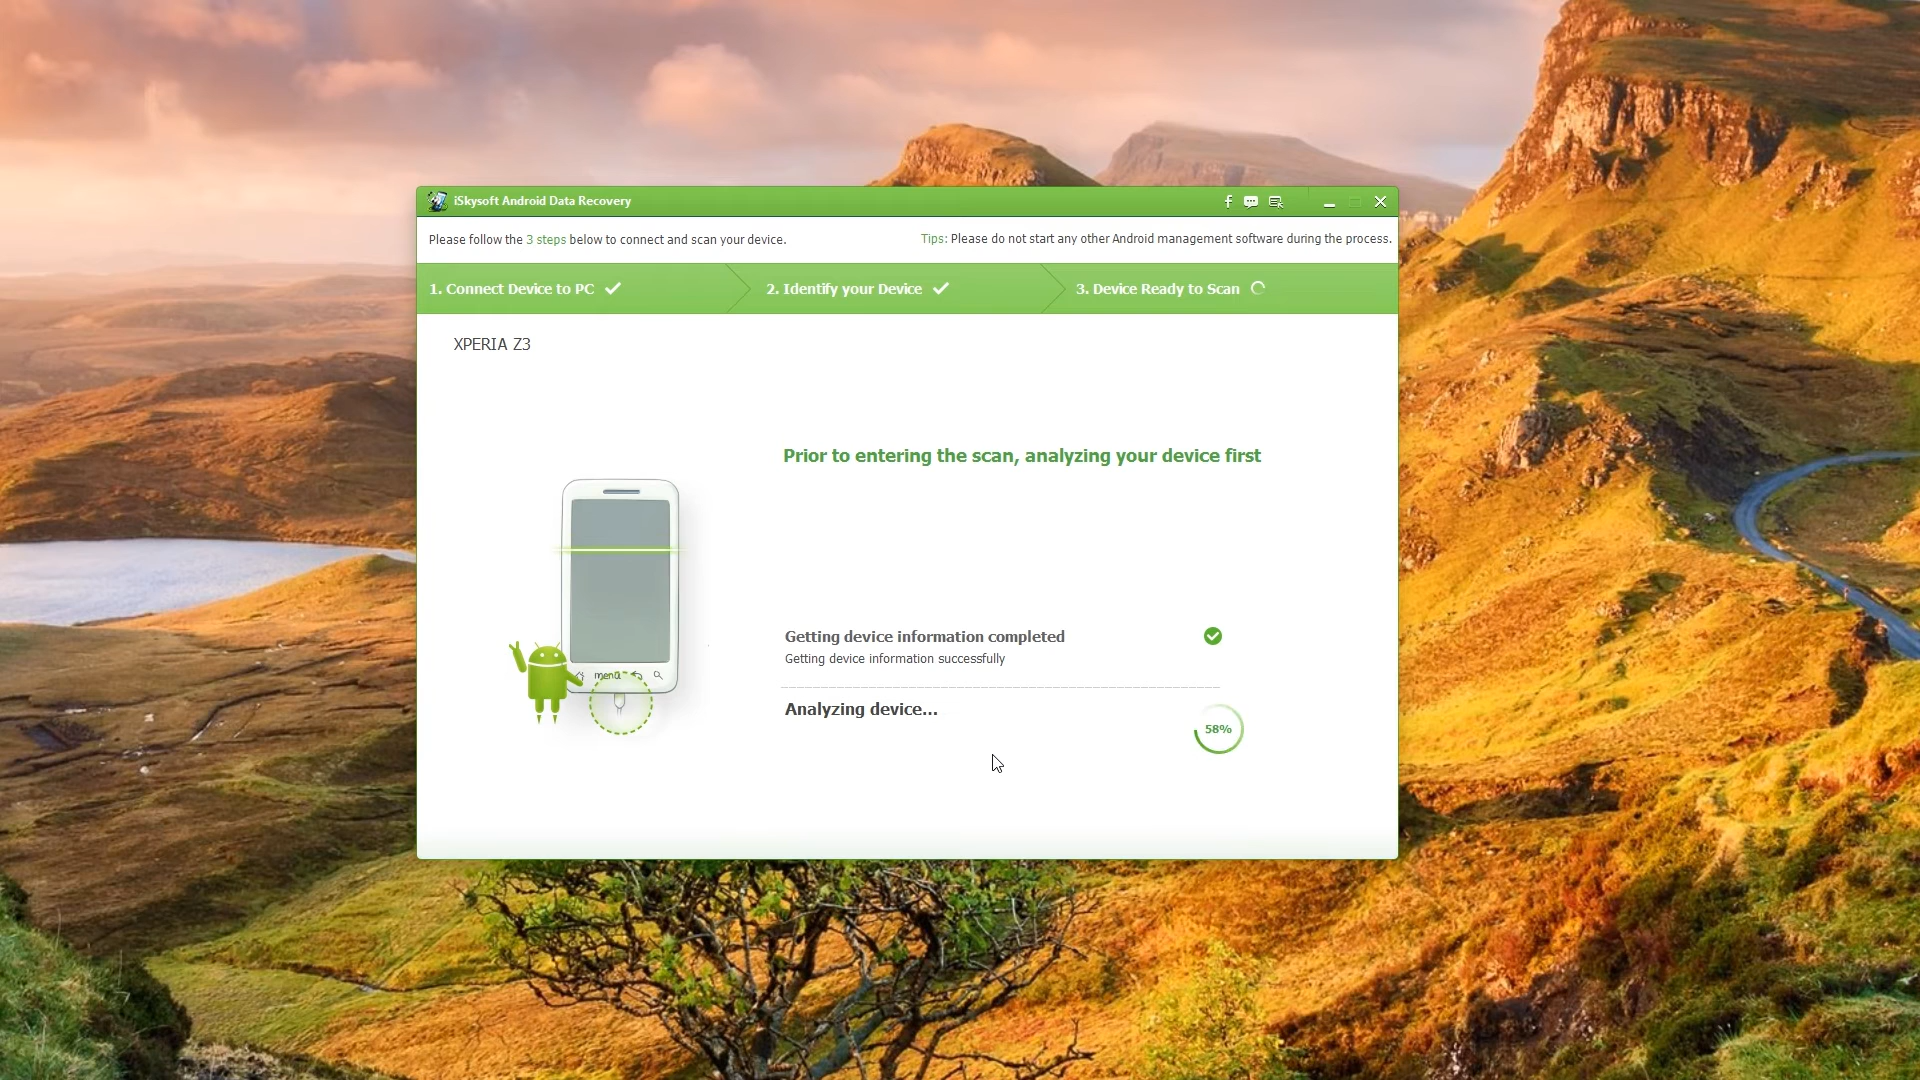 iSkysoft Android Data Recovery
Please follow the 3 steps below to connect and scan your device.
Tips: Please do not start any other Android management software during the process.
1. Connect Device to PC
2. Identify your Device
3. Device Ready to Scan
XPERIA Z3
Prior to entering the scan, analyzing your device first
menu
Getting device information completed
Getting device information successfully
Analyzing device...
58%